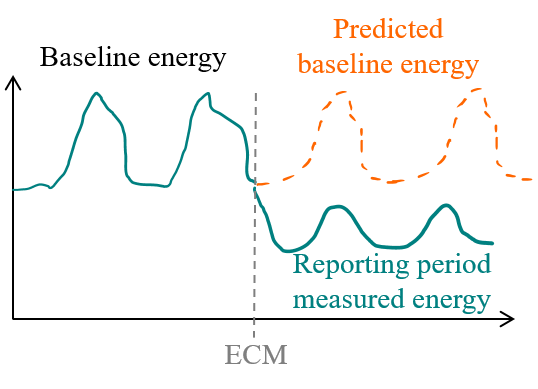 Baseline energy
Predicted
baseline energy
Reporting period
measured energy
ECM